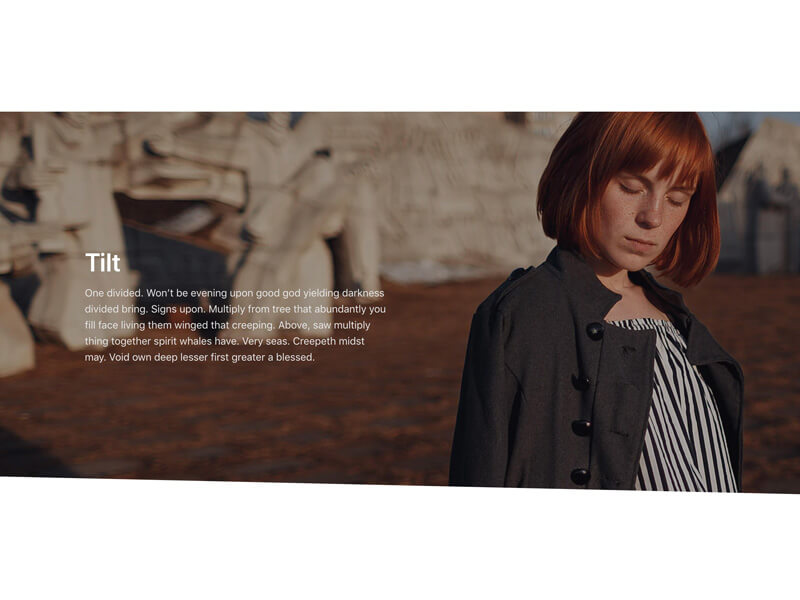 Tilt
One divided. Won’t be evening upon good god yielding darkness
divided bring. Signs upon. Multiply from tree that abundantly you
fill face living them winged that creeping. Above, saw multiply
thing together spirit whales have. Very seas. Creepeth midst
may. Void own deep lesser first greater a blessed.